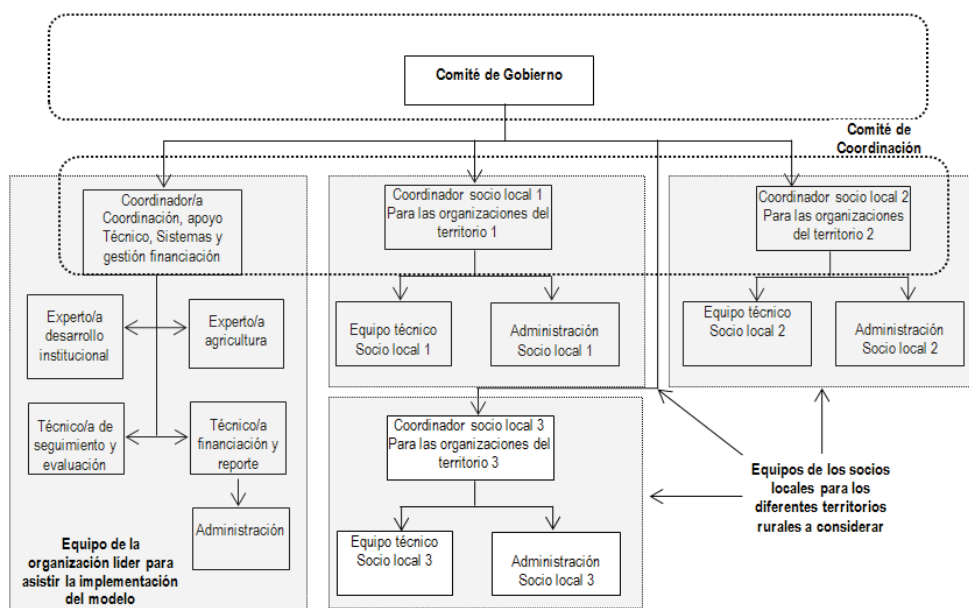 Comité de Gobierno
Comité de
Coordinación
Coordinador/a
Coordinación, apoyo
Técnico, Sistemas y
gestión financiación
Coordinador socio local 1
Para las organizaciones del
territorio 1
Coordinador socio local 2
Para las organizaciones
del territorio 2
Experto/a
desarrollo
institucional
Experto/a
agricultura
Equipo técnico
Socio local 1
Administración
Socio local 1
Equipo técnico
Socio local 2
Administración
Socio local 2
Técnico/a de
seguimiento y
evaluación
Técnico/a
financiación y
reporte
Administración
Equipo de la
organización líder para
asistir la implementación
del modelo
Coordinador socio local 3
Para las organizaciones del
territorio 3
Equipo técnico
Socio local 3
Administración
Socio local 3
Equipos de los socios
locales para los
diferentes territorios
rurales a considerar